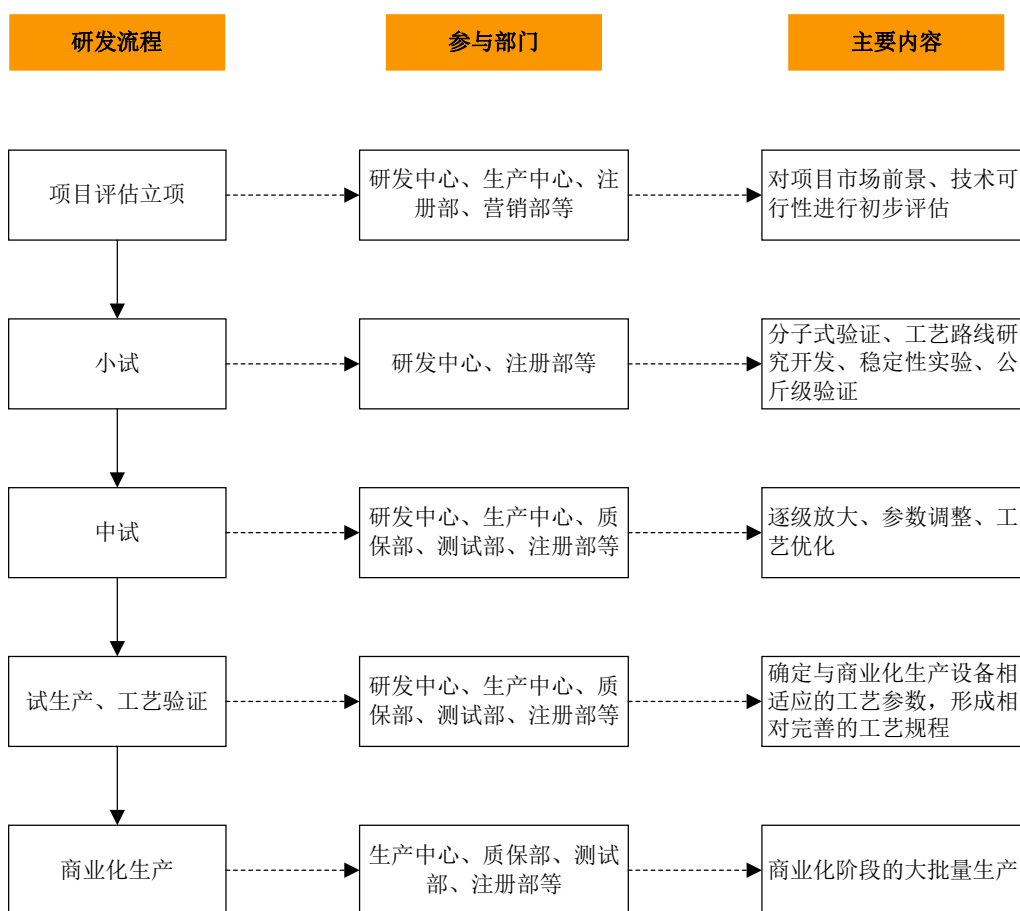 研发流程
参与部门
主要内容
项目评估立项
研发中心、生产中心、注
册部、营销部等
对项目市场前景、技术可
行性进行初步评估
小试
研发中心、注册部等
分子式验证、工艺路线研
究开发、稳定性实验、公
斤级验证
中试
研发中心、生产中心、质
保部、测试部、注册部等
逐级放大、参数调整、工
艺优化
试生产、工艺验证
研发中心、生产中心、质
保部、测试部、注册部等
确定与商业化生产设备相
适应的工艺参数，形成相
对完善的工艺规程
商业化生产
生产中心、质保部、测试
部、注册部等
商业化阶段的大批量生产